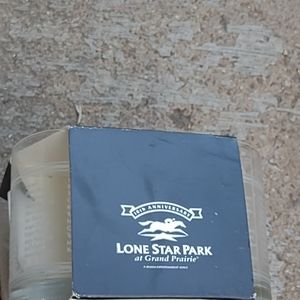 10TH ANNIVERSARY
LONE STAR PARK
at Grand Prairie